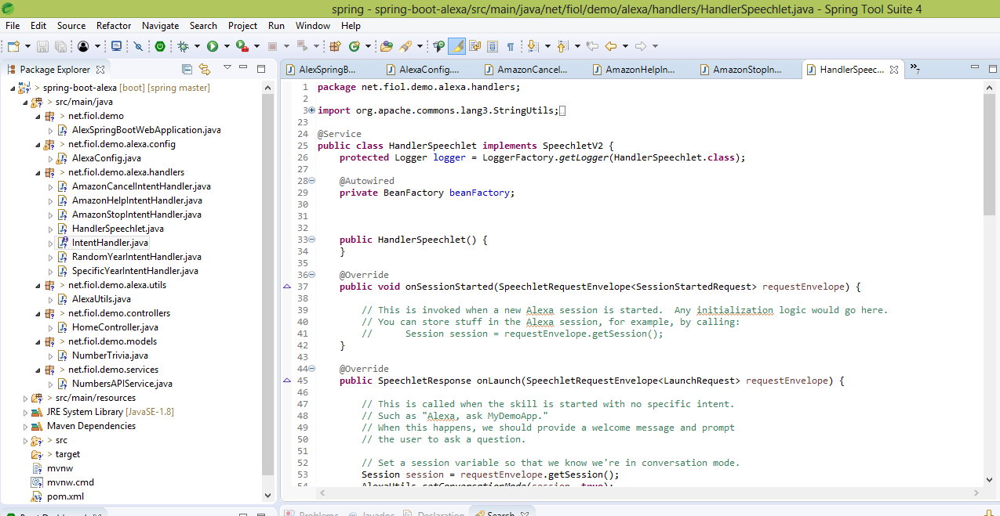 spring - spring-boot-alexa/src/main/java/net/fiol/demo/alexa/handlers/HandlerSpeechlet.java - Spring Tool Suite 4
File Edit Source Refactor Navigate Search Project Run Window Help
Package Explorer
> spring-boot-alexa [boot] [spring master]
> src/main/java
> net.fiol.demo
AlexSpringBootWebApplication.java
> net.fiol.demo.alexa.config
AlexaConfig.java
> net.fiol.demo.alexa.handlers
AmazonCancelIntentHandler.java
AmazonHelpIntentHandler.java
AmazonStopIntentHandler.java
HandlerSpeechlet.java
IntentHandler.java
RandomYearIntentHandler.java
SpecificYearIntentHandler.java
> net.fiol.demo.alexa.utils
AlexaUtils.java
> net.fiol.demo.controllers
HomeController.java
> net.fiol.demo.models
NumberTrivia.java
> net.fiol.demo.services
NumbersAPIService.java
> src/main/resources
JRE System Library [JavaSE-1.8]
Maven Dependencies
> src
> target
mvnw
mvnw.cmd
pom.xml
AlexSpringB... AlexaConfig.... AmazonCancel... AmazonHelpIn... AmazonStopIn... HandlerSpeec... »7
1 package net.fiol.demo.alexa.handlers;
2
3 import org.apache.commons.lang3.StringUtils;
23
24 @Service
25 public class HandlerSpeechlet implements SpeechletV2 {
26 protected Logger logger = LoggerFactory.getLogger(HandlerSpeechlet.class);
27
28 @Autowired
29 private BeanFactory beanFactory;
30
31
32
33 public HandlerSpeechlet() {
34 }
35
36 @Override
37 public void onSessionStarted(SpeechletRequestEnvelope<SessionStartedRequest> requestEnvelope) {
38
39 // This is invoked when a new Alexa session is started. Any initialization logic would go here.
40 // You can store stuff in the Alexa session, for example, by calling:
41 // Session session = requestEnvelope.getSession();
42 }
43
44 @Override
45 public SpeechletResponse onLaunch(SpeechletRequestEnvelope<LaunchRequest> requestEnvelope) {
46
47 // This is called when the skill is started with no specific intent.
48 // Such as "Alexa, ask MyDemoApp."
49 // When this happens, we should provide a welcome message and prompt
50 // the user to ask a question.
51
52 // Set a session variable so that we know we're in conversation mode.
53 Session session = requestEnvelope.getSession();
54 AlexaUtils.setConversationMode(session, true);
Boot Dashboard
Problems Javadoc Declaration Search